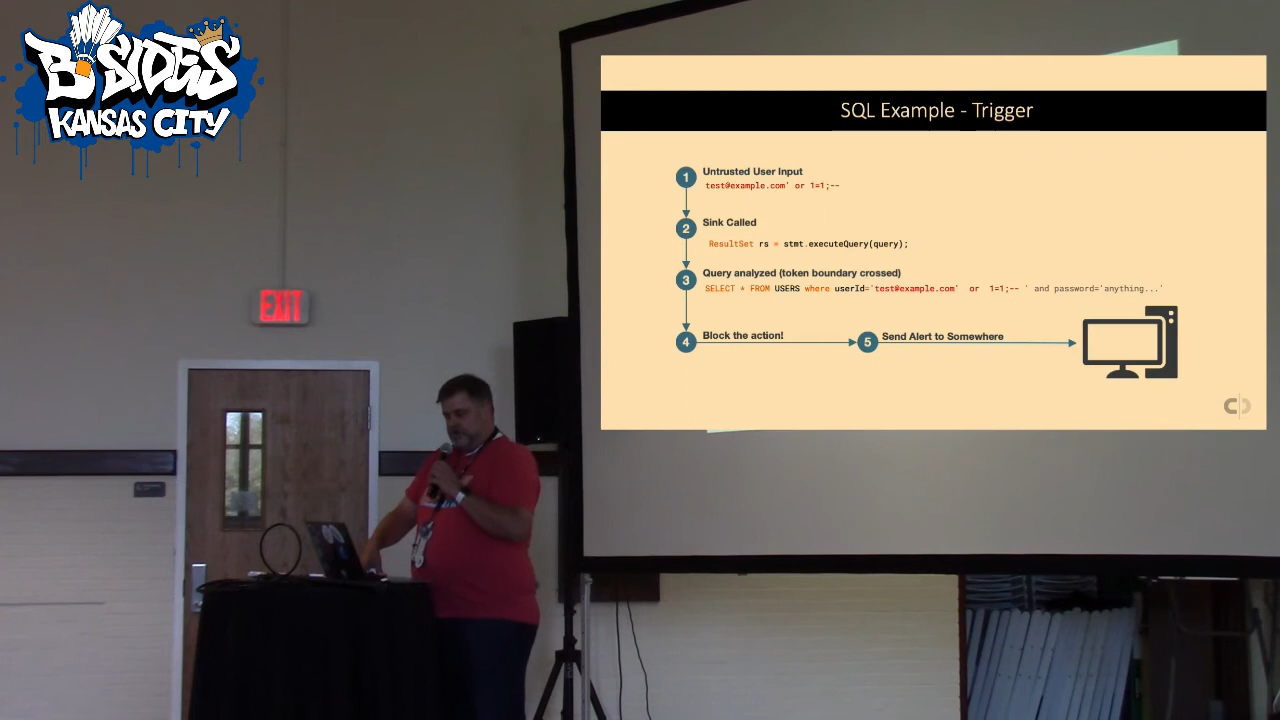 B-SIDES
KANSAS CITY
EXIT
SQL Example - Trigger
1 Untrusted User Input
test@example.com' or 1=1;--
2 Sink Called
ResultSet rs = stmt.executeQuery(query);
3 Query analyzed (token boundary crossed)
SELECT * FROM USERS where userId='test@example.com' or 1=1;-- ' and password='anything...'
4 Block the action!
5 Send Alert to Somewhere